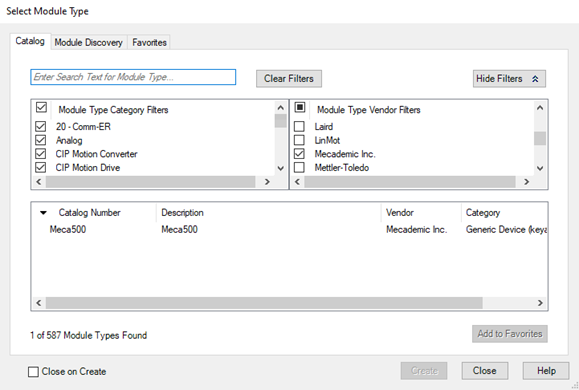 Select Module Type
Catalog Module Discovery Favorites
Enter Search Text for Module Type...
Clear Filters
Hide Filters
Module Type Category Filters
20 - Comm-ER
Analog
CIP Motion Converter
CIP Motion Drive
Module Type Vendor Filters
Laird
LinMot
Mecademic Inc.
Mettler-Toledo
Catalog Number Description Vendor Category
Meca500 Meca500 Mecademic Inc. Generic Device (keya
1 of 587 Module Types Found
Add to Favorites
Close on Create
Create
Close
Help